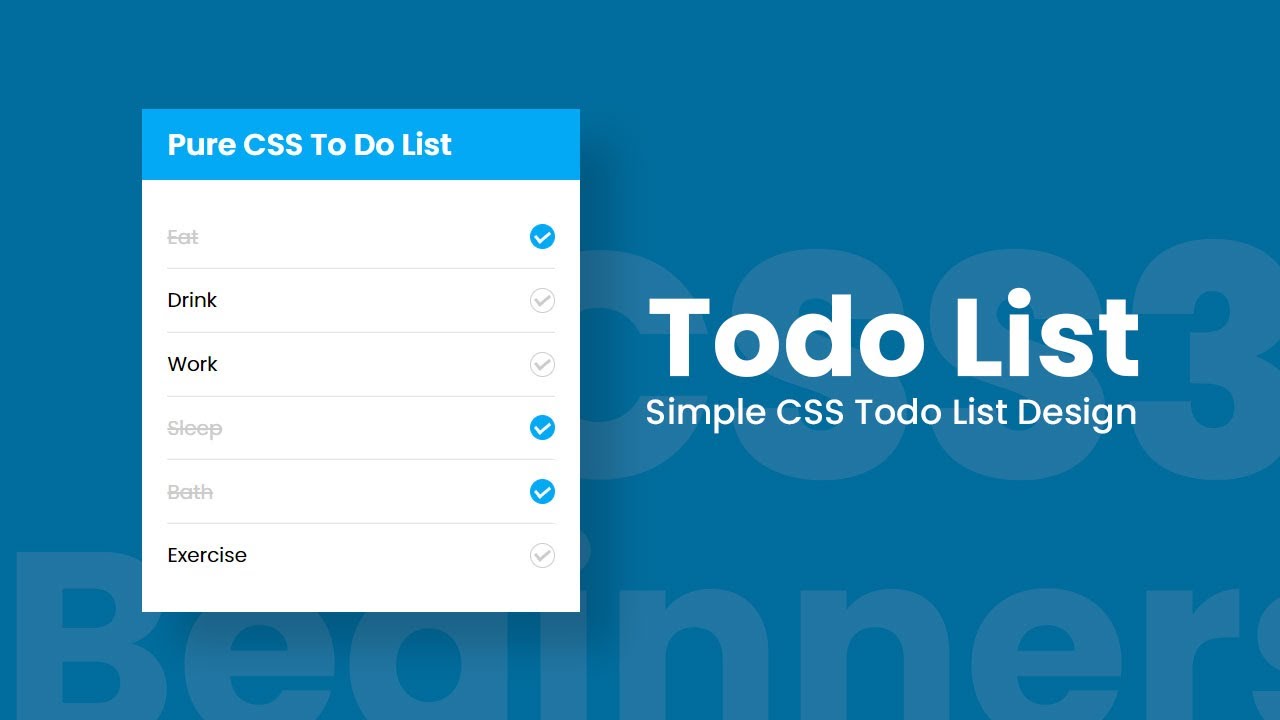 Pure CSS To Do List
Eat
Drink
Work
Sleep
Bath
Exercise
Todo List
Simple CSS Todo List Design
CSS3
Beginners